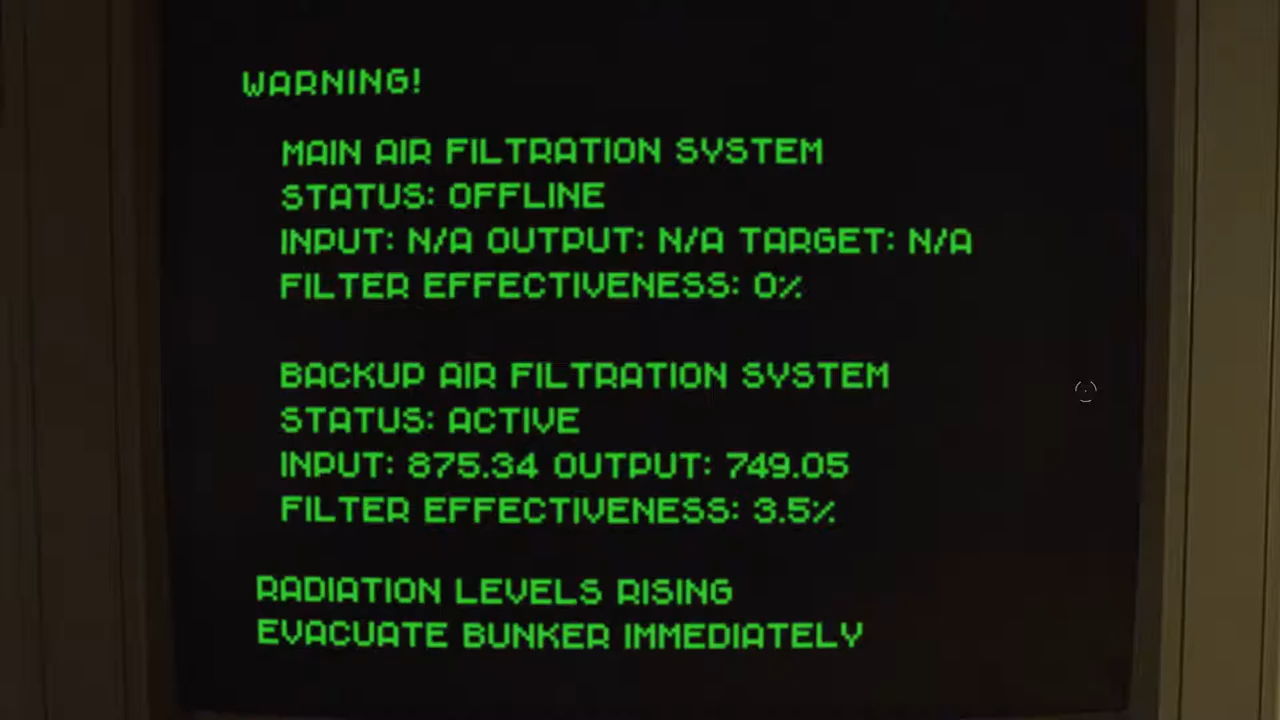 WARNING!
MAIN AIR FILTRATION SYSTEM
STATUS: OFFLINE
INPUT: N/A OUTPUT: N/A TARGET: N/A
FILTER EFFECTIVENESS: 0%
BACKUP AIR FILTRATION SYSTEM
STATUS: ACTIVE
INPUT: 875.34 OUTPUT: 749.05
FILTER EFFECTIVENESS: 3.5%
RADIATION LEVELS RISING
EVACUATE BUNKER IMMEDIATELY